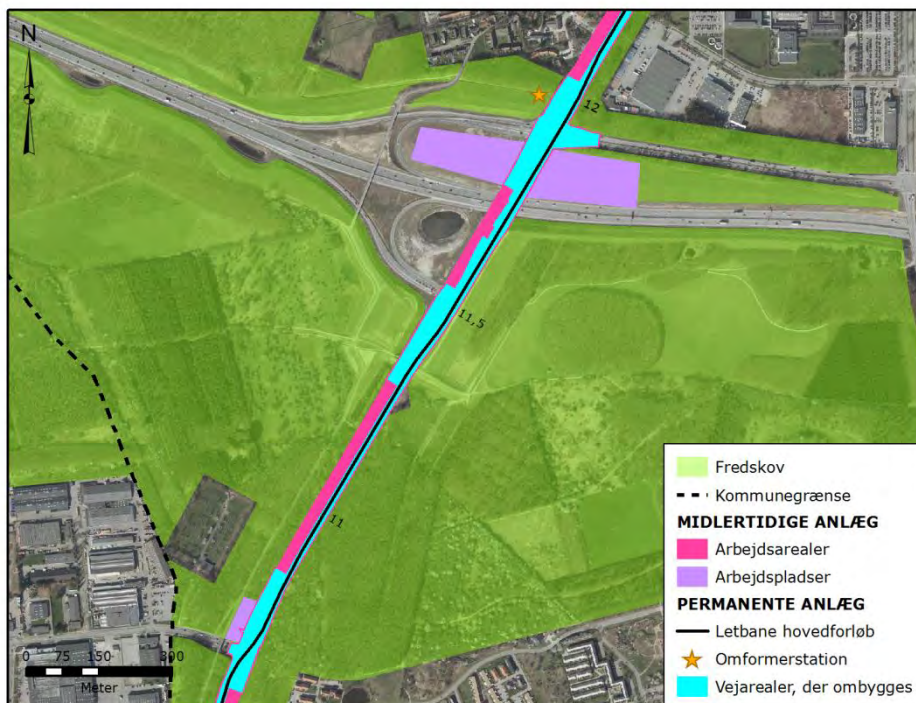 N
12
11,5
11
0 75 150 300
Meter
Fredskov
Kommunegrænse
MIDLERTIDIGE ANLÆG
Arbejdsarealer
Arbejdspladser
PERMANENTE ANLÆG
Letbane hovedforløb
Omformerstation
Vejarealer, der ombygges